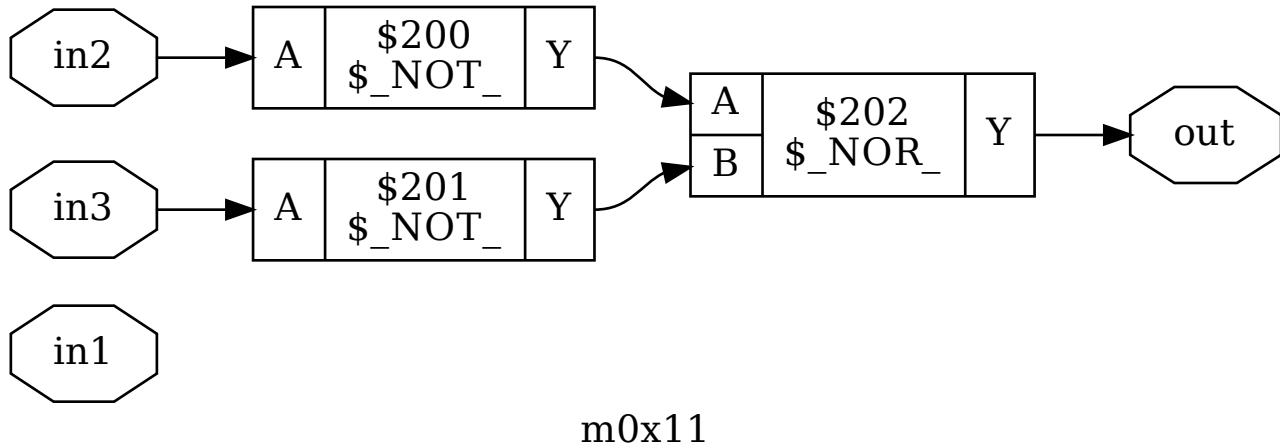 in2
A
$200
$_NOT_
Y
in3
A
$201
$_NOT_
Y
A
B
$202
$_NOR_
Y
out
in1
m0x11